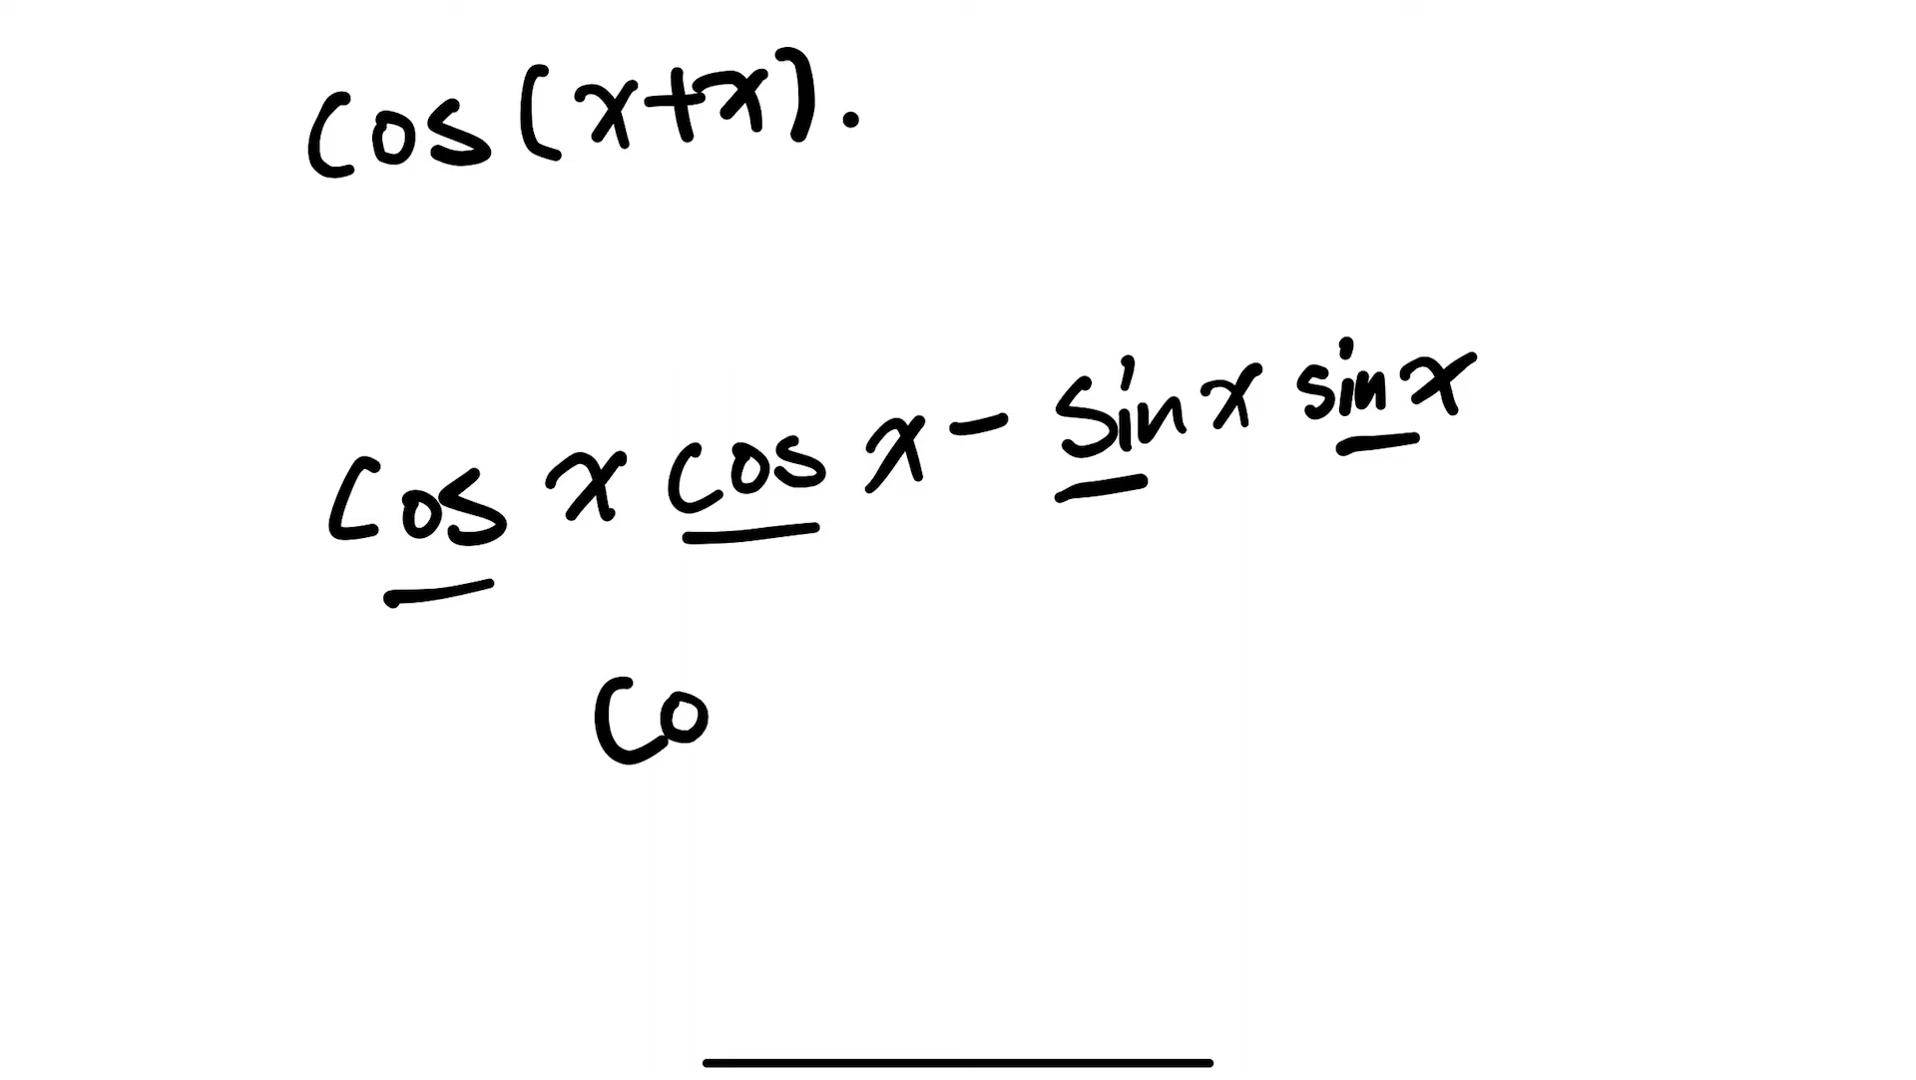 cos(x+x).
cos x cos x - sin x sin x
co